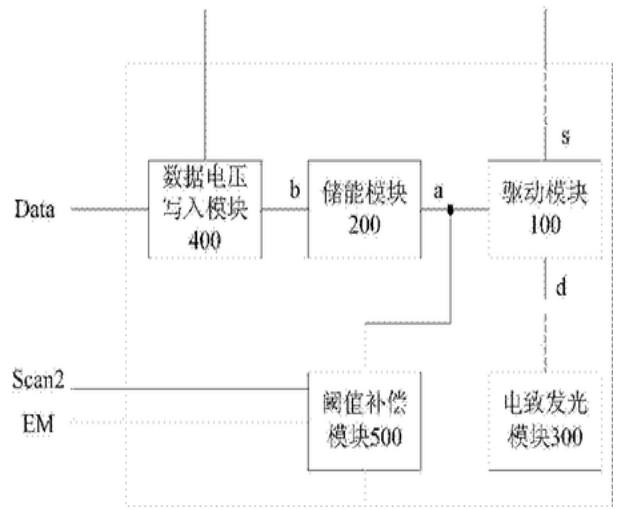 s
数据电压
写入模块
400
b
储能模块
200
a
驱动模块
100
Data
d
Scan2
EM
阈值补偿
模块500
电致发光
模块300